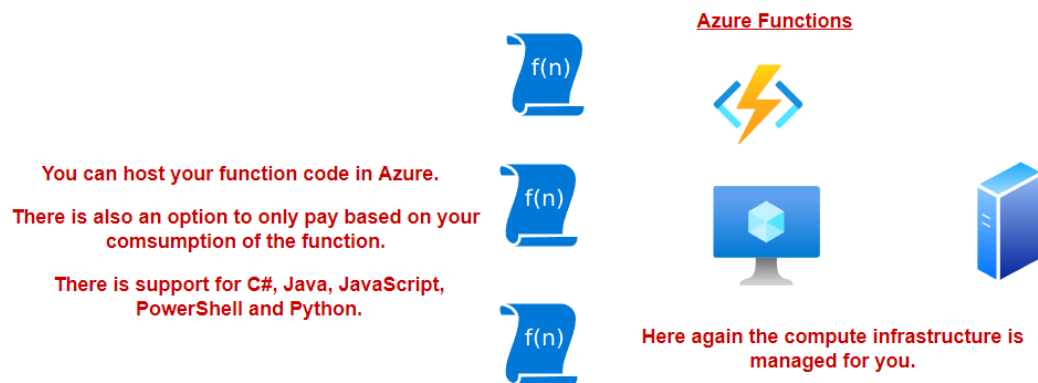 Azure Functions
f(n)
f(n)
f(n)
You can host your function code in Azure.
There is also an option to only pay based on your
comsumption of the function.
There is support for C#, Java, JavaScript,
PowerShell and Python.
Here again the compute infrastructure is
managed for you.